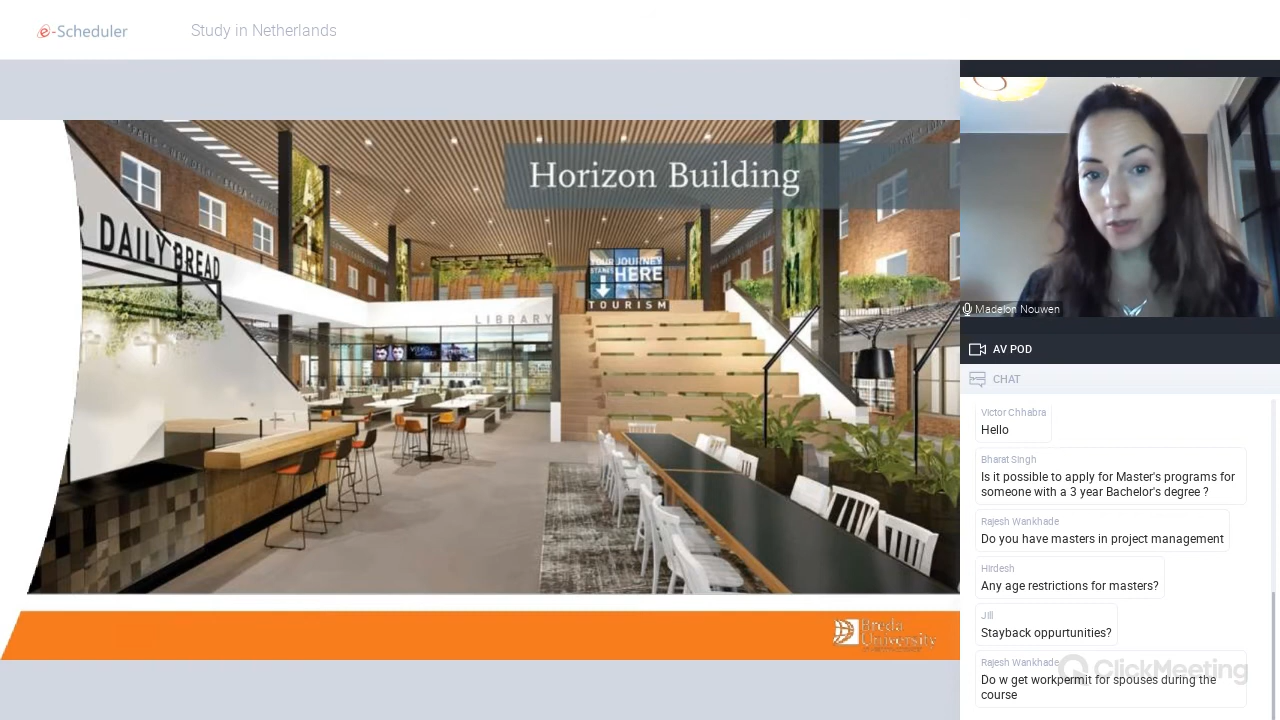 e-Scheduler
Study in Netherlands
Horizon Building
DAILY BREAD
LIBRARY
YOUR JOURNEY
STARTS HERE
TOURISM
Breda
University
Madelon Nouwen
AV POD
CHAT
Victor Chhabra
Hello
Bharat Singh
Is it possible to apply for Master's programs for
someone with a 3 year Bachelor's degree ?
Rajesh Wankhade
Do you have masters in project management
Hirdesh
Any age restrictions for masters?
Jill
Stayback oppurtunities?
Rajesh Wankhade
ClickMeeting
Do w get workpermit for spouses during the
course